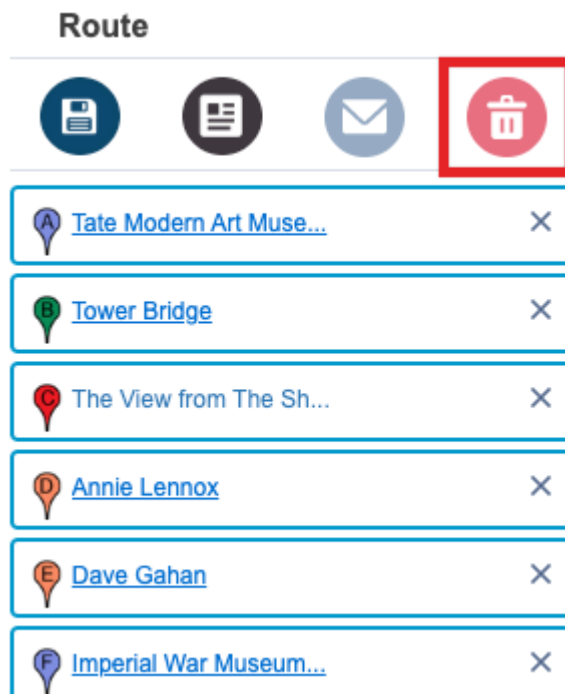 Route
A Tate Modern Art Muse...
B Tower Bridge
C The View from The Sh...
D Annie Lennox
E Dave Gahan
F Imperial War Museum...